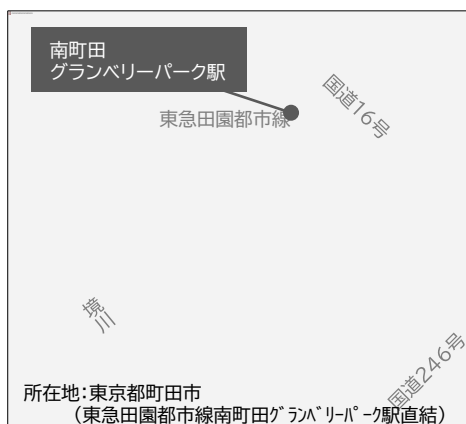 南町田
グランベリーパーク駅
国道16号
東急田園都市線
境川
国道246号
所在地:東京都町田市
(東急田園都市線南町田グランベリーパーク駅直結)